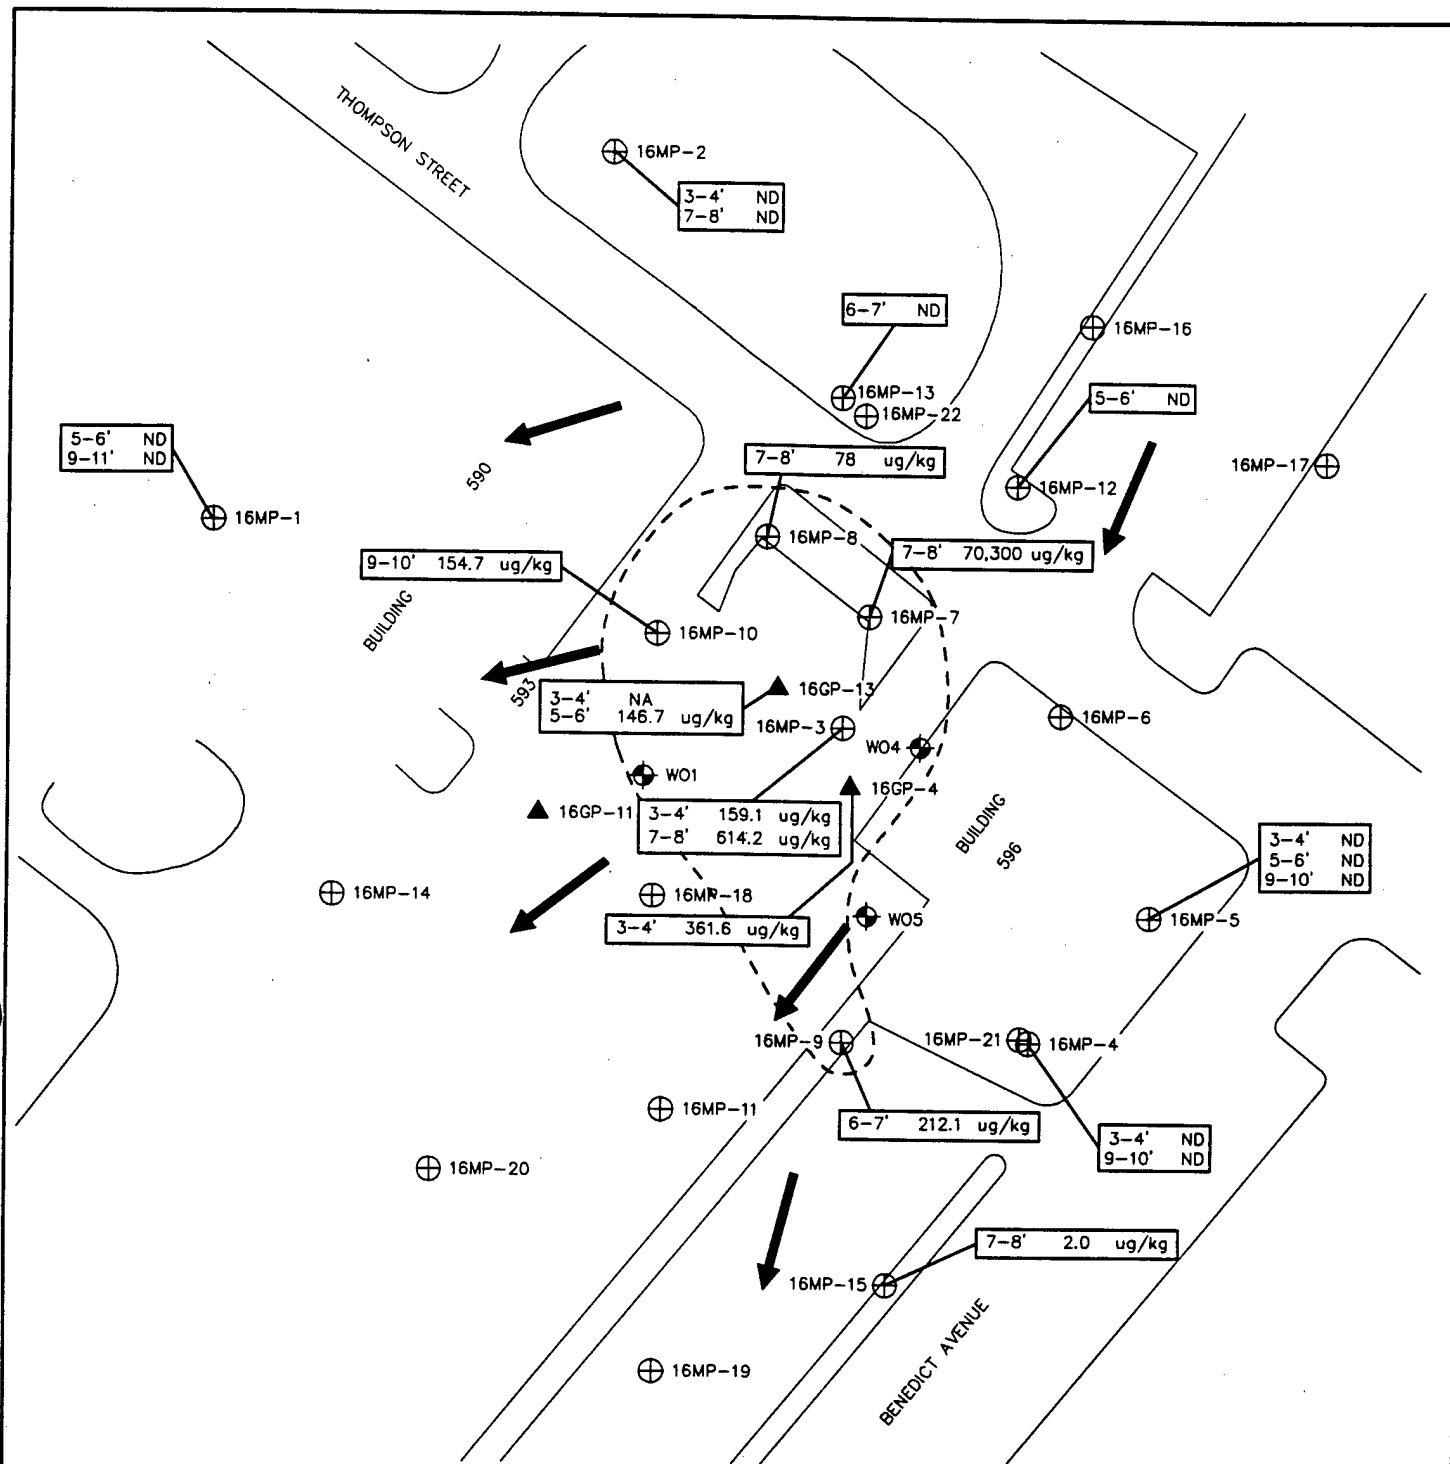 THOMPSON STREET
16MP-2
3-4' ND
7-8' ND
6-7' ND
16MP-16
16MP-13
16MP-22
5-6' ND
5-6' ND
9-11' ND
7-8' 78 ug/kg
16MP-17
590
16MP-12
16MP-1
16MP-8
9-10' 154.7 ug/kg
7-8' 70,300 ug/kg
BUILDING
16MP-10
16MP-7
593
16GP-13
3-4' NA
5-6' 146.7 ug/kg
16MP-3
16MP-6
W04
W01
16GP-4
16GP-11
3-4' 159.1 ug/kg
7-8' 614.2 ug/kg
BUILDING
596
3-4' ND
5-6' ND
9-10' ND
16MP-14
16MP-18
W05
16MP-5
3-4' 361.6 ug/kg
16MP-9
16MP-21
16MP-4
16MP-11
6-7' 212.1 ug/kg
3-4' ND
9-10' ND
16MP-20
7-8' 2.0 ug/kg
16MP-15
16MP-19
BENEDICT AVENUE